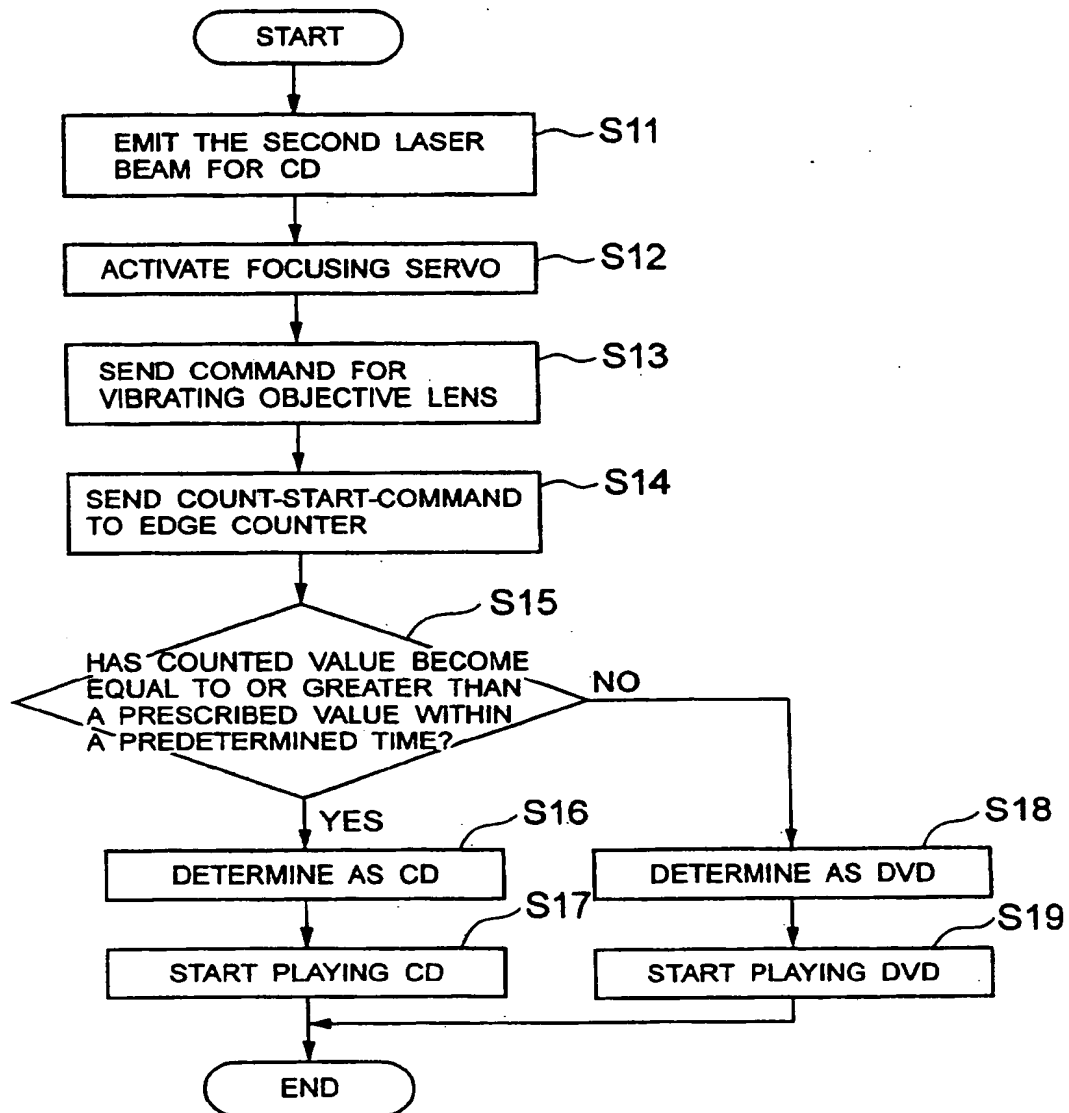 START
EMIT THE SECOND LASER
BEAM FOR CD
S11
ACTIVATE FOCUSING SERVO
S12
SEND COMMAND FOR
VIBRATING OBJECTIVE LENS
S13
SEND COUNT-START-COMMAND
TO EDGE COUNTER
S14
S15
HAS COUNTED VALUE BECOME
EQUAL TO OR GREATER THAN
A PRESCRIBED VALUE WITHIN
A PREDETERMINED TIME?
NO
YES
S16
DETERMINE AS CD
S18
DETERMINE AS DVD
S17
START PLAYING CD
S19
START PLAYING DVD
END